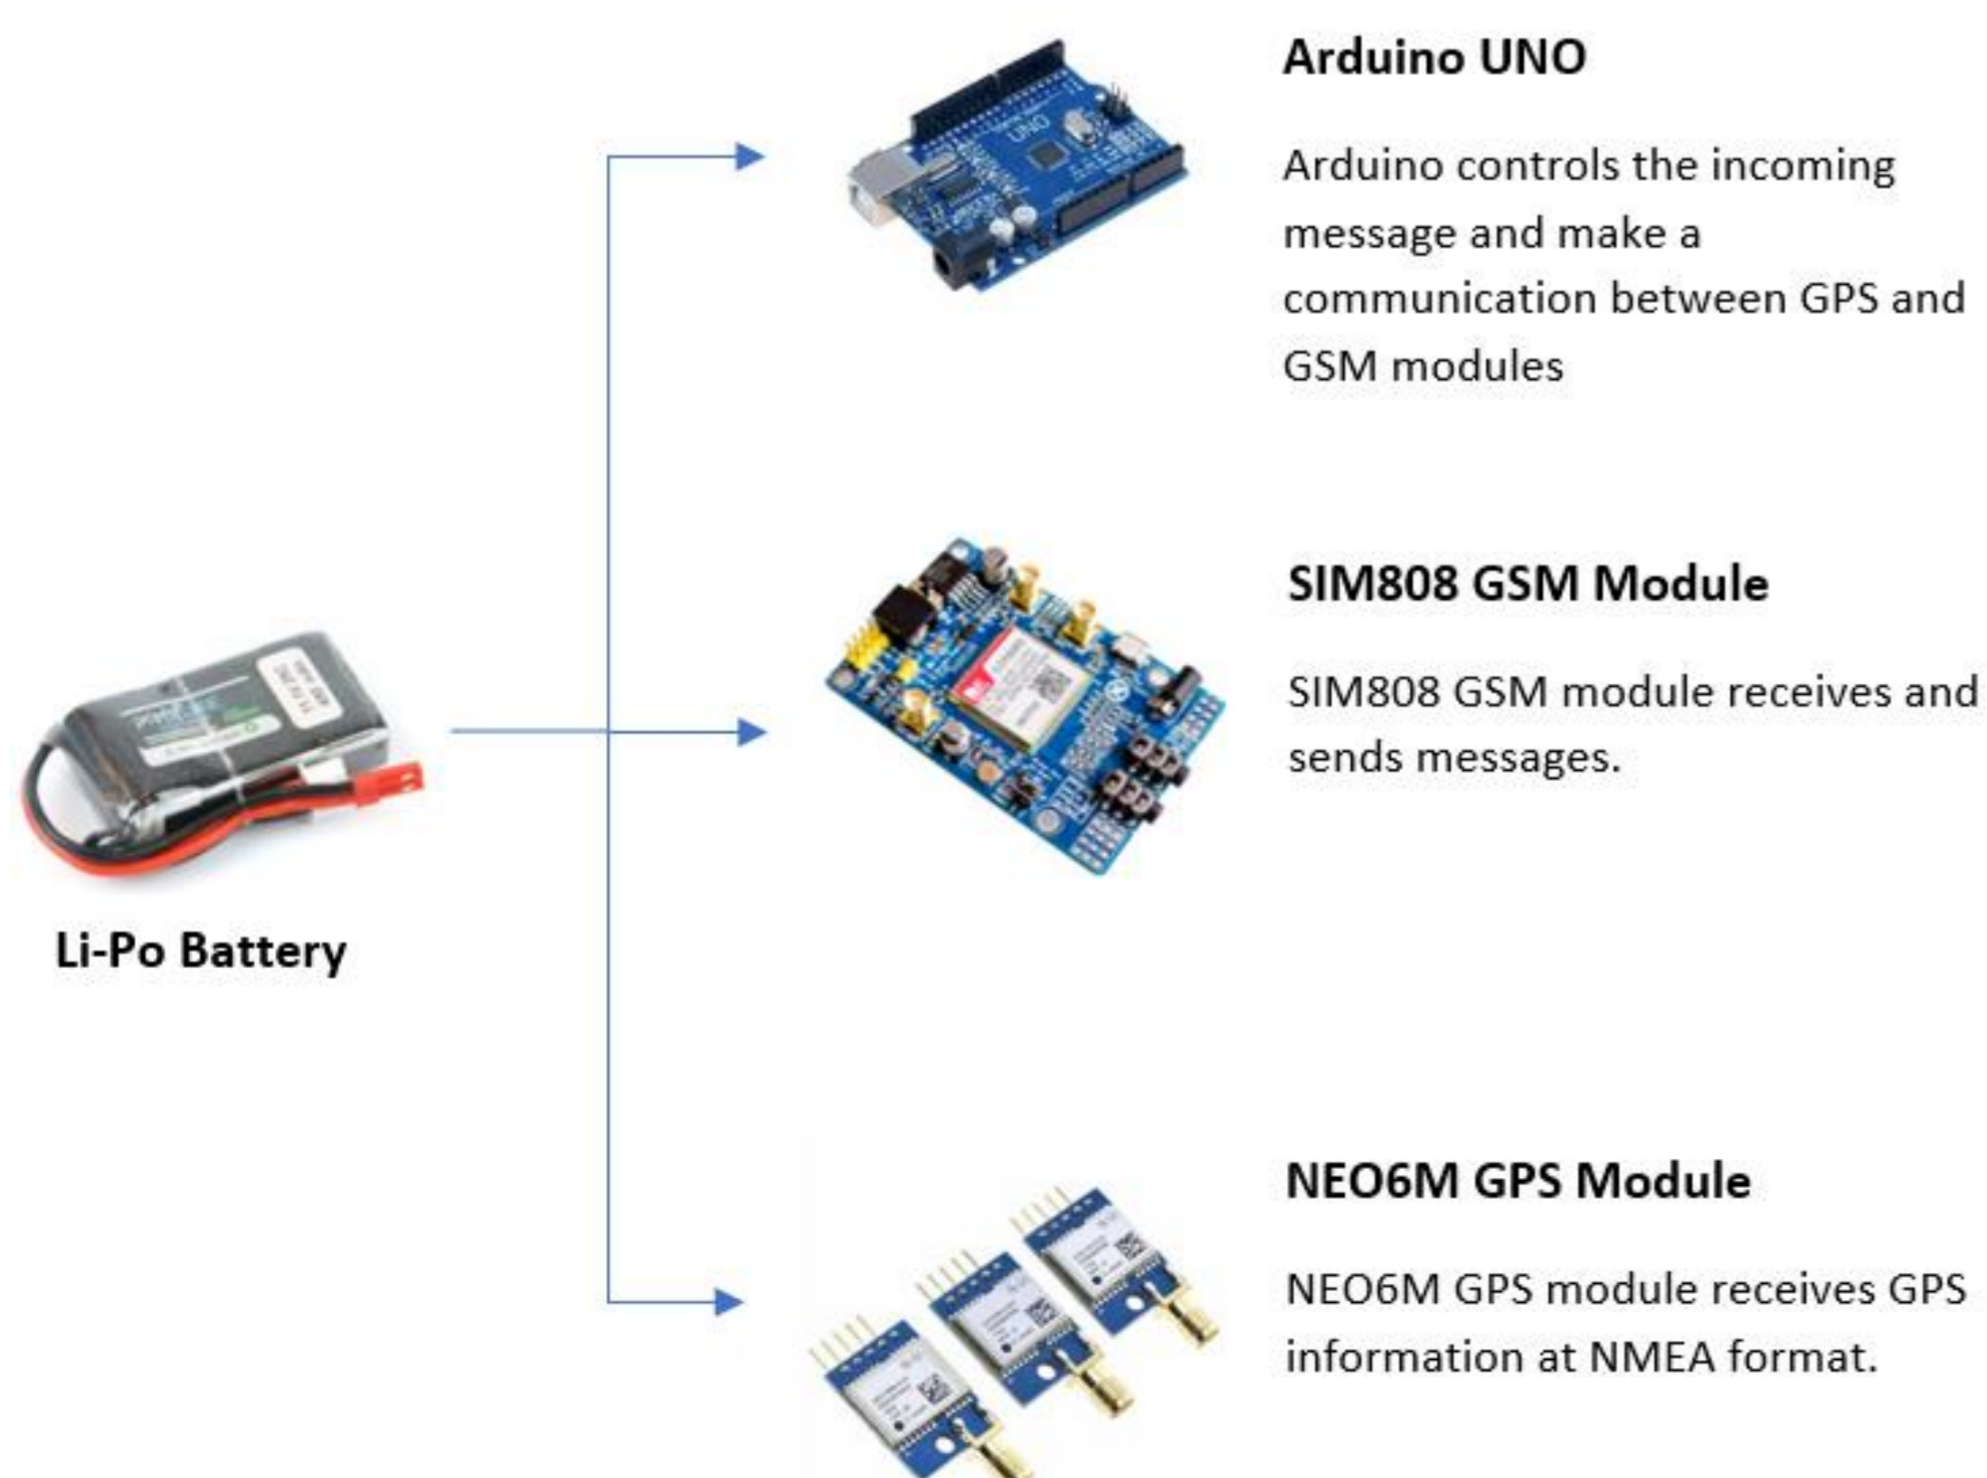 Arduino UNO
Arduino controls the incoming
message and make a
communication between GPS and
GSM modules
UNO
SIM808 GSM Module
SIM808 GSM module receives and
sends messages.
Li-Po Battery
NEO6M GPS Module
NEO6M GPS module receives GPS
information at NMEA format.